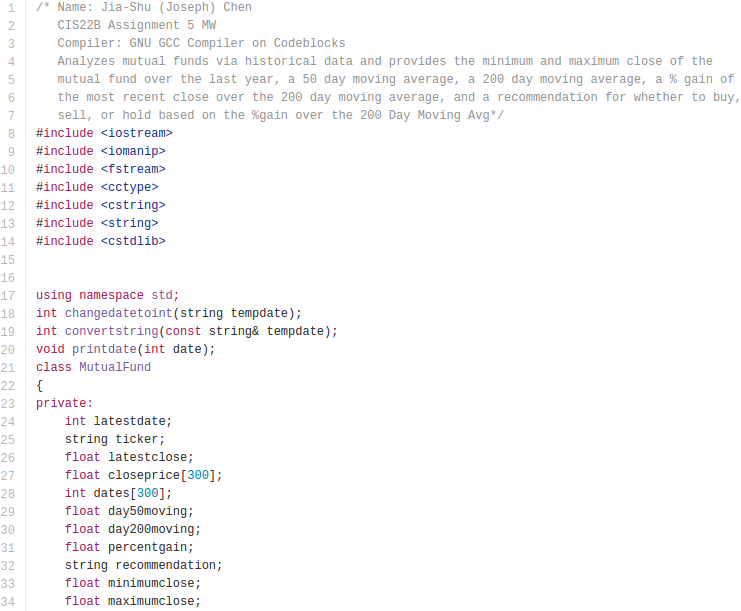 1 /* Name: Jia-Shu (Joseph) Chen
2    CIS22B Assignment 5 MW
3    Compiler: GNU GCC Compiler on Codeblocks
4    Analyzes mutual funds via historical data and provides the minimum and maximum close of the
5    mutual fund over the last year, a 50 day moving average, a 200 day moving average, a % gain of
6    the most recent close over the 200 day moving average, and a recommendation for whether to buy,
7    sell, or hold based on the %gain over the 200 Day Moving Avg*/
8 #include <iostream>
9 #include <iomanip>
10 #include <fstream>
11 #include <cctype>
12 #include <cstring>
13 #include <string>
14 #include <cstdlib>
15
16
17 using namespace std;
18 int changedatetoint(string tempdate);
19 int convertstring(const string& tempdate);
20 void printdate(int date);
21 class MutualFund
22 {
23 private:
24     int latestdate;
25     string ticker;
26     float latestclose;
27     float closeprice[300];
28     int dates[300];
29     float day50moving;
30     float day200moving;
31     float percentgain;
32     string recommendation;
33     float minimumclose;
34     float maximumclose;